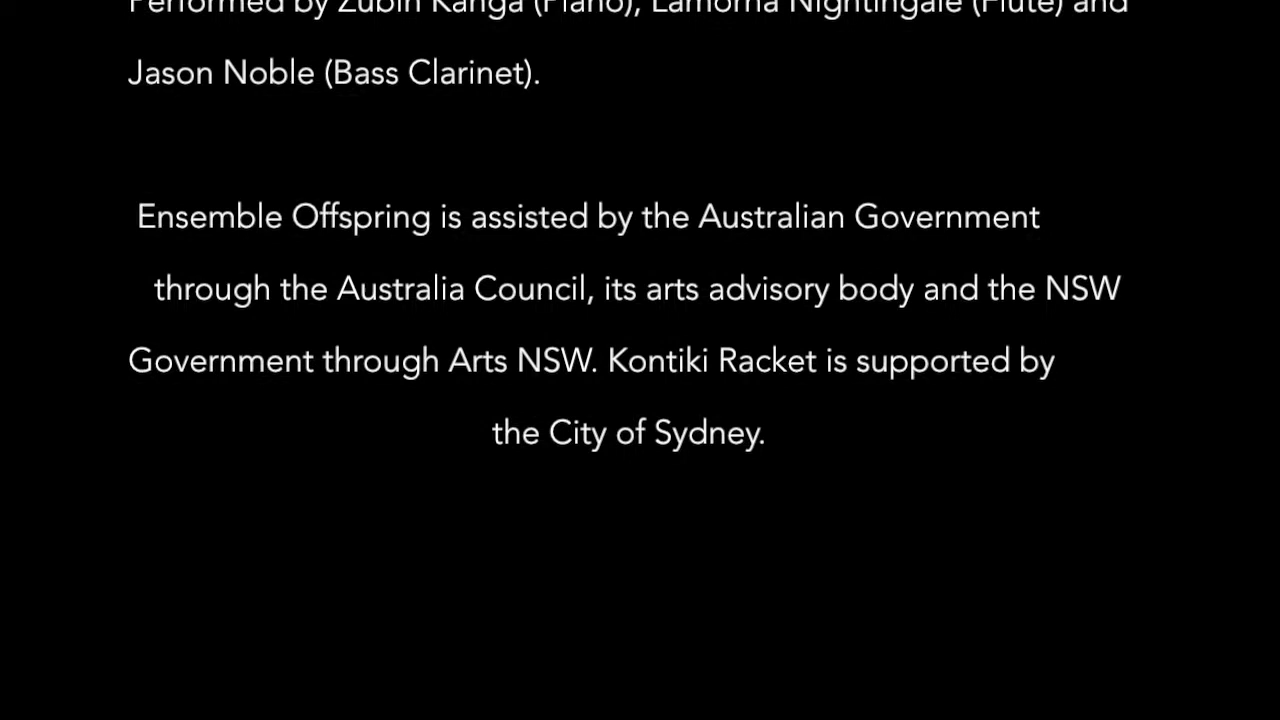 Performed by Zubin Kanga (Piano), Lamorna Nightingale (Flute) and
Jason Noble (Bass Clarinet).
Ensemble Offspring is assisted by the Australian Government
through the Australia Council, its arts advisory body and the NSW
Government through Arts NSW. Kontiki Racket is supported by
the City of Sydney.